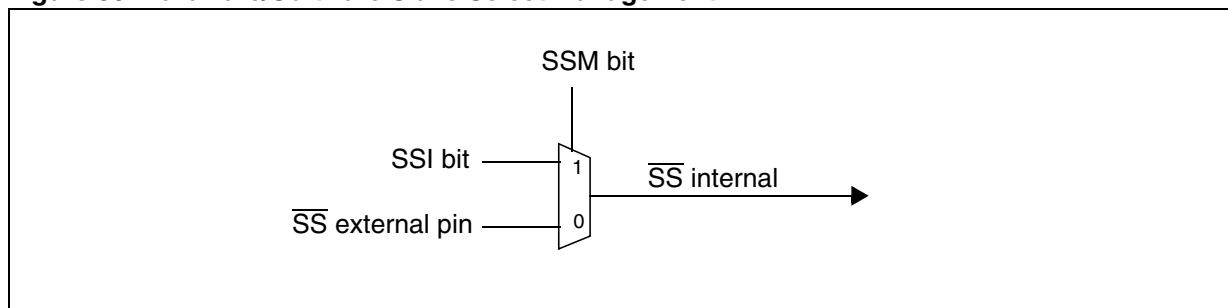 SSM bit
SSI bit
1
SS internal
SS external pin
0